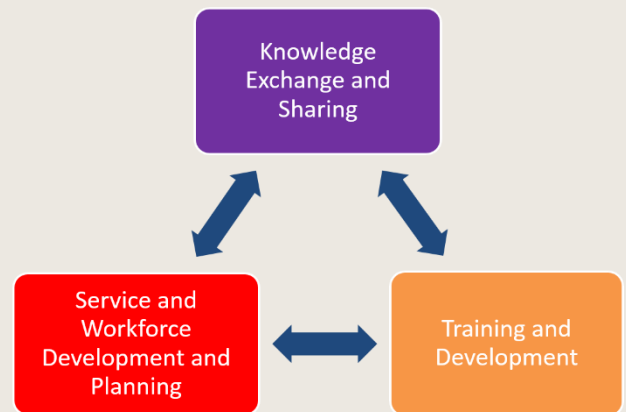 Knowledge
Exchange and
Sharing
Service and
Workforce
Development and
Planning
Training and
Development